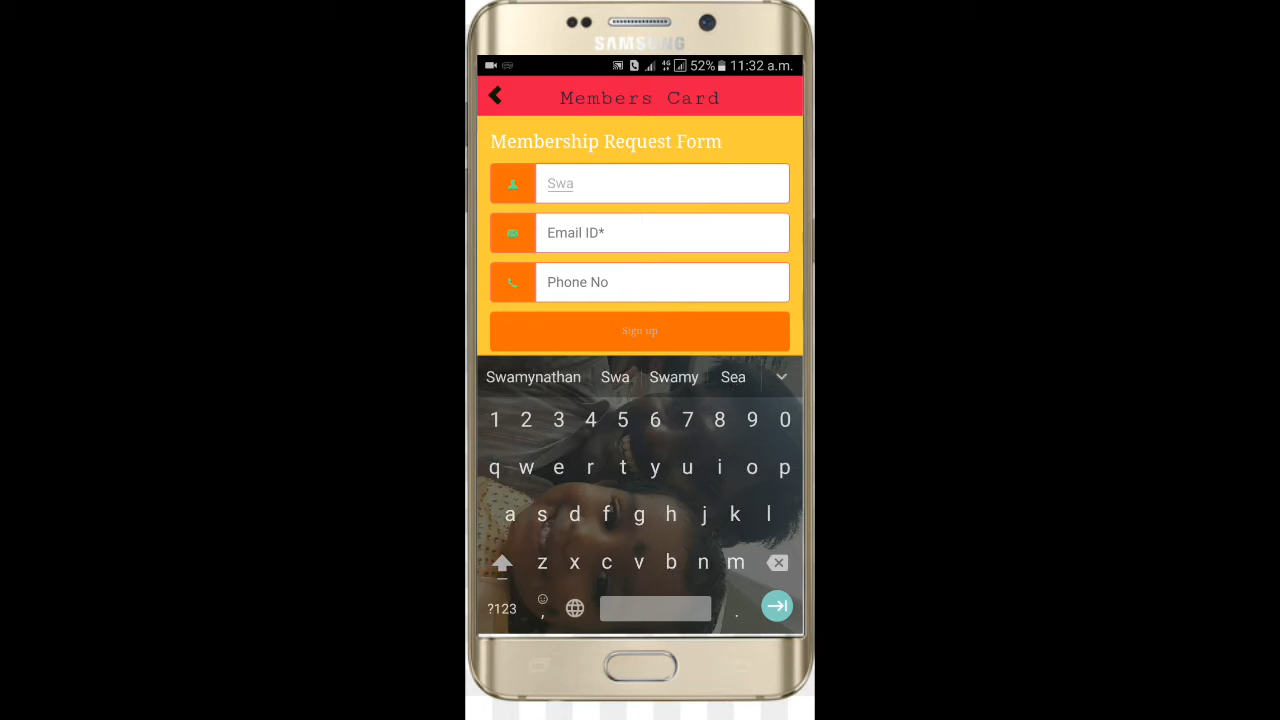 SAMSUNG
4G 52% 11:32 a.m.
Members Card
Membership Request Form
Swa
Email ID*
Phone No
Sign up
Swamynathan Swa Swamy Sea
1 2 3 4 5 6 7 8 9 0
q w e r t y u i o p
a s d f g h j k l
z x c v b n m
?123 , .